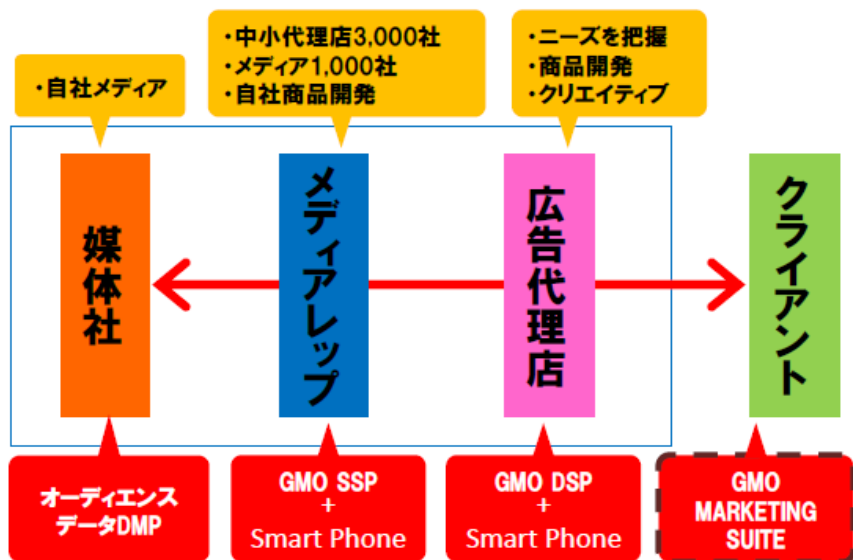 ・自社メディア
・中小代理店3,000社
・メディア1,000社
・自社商品開発
・ニーズを把握
・商品開発
・クリエイティブ
媒体社
メディアレップ
広告代理店
クライアント
オーディエンス
データDMP
GMO SSP
+
Smart Phone
GMO DSP
+
Smart Phone
GMO
MARKETING
SUITE